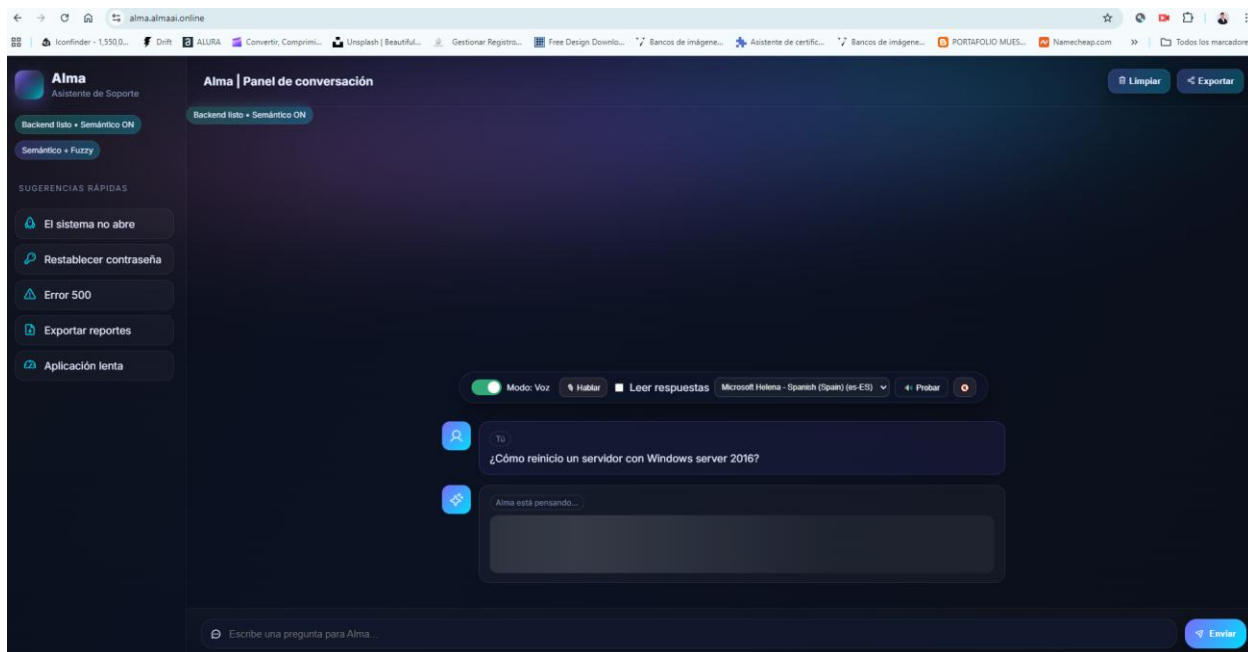 alma.almaai.online
Iconfinder - 1,550,0... Drift ALURA Convertir, Comprimi... Unsplash | Beautiful... Gestionar Registro... Free Design Downlo... Bancos de imágene... Asistente de certific... Bancos de imágene... PORTAFOLIO MUES... Namecheap.com » Todos los marcadore
Alma
Asistente de Soporte
Backend listo • Semántico ON
Semántico + Fuzzy
SUGERENCIAS RÁPIDAS
El sistema no abre
Restablecer contraseña
Error 500
Exportar reportes
Aplicación lenta
Alma | Panel de conversación
Limpiar
Exportar
Backend listo • Semántico ON
Modo: Voz Hablar Leer respuestas Microsoft Helena - Spanish (Spain) (es-ES) Probar
Tú
¿Cómo reinicio un servidor con Windows server 2016?
Alma está pensando...
Escribe una pregunta para Alma...
Enviar